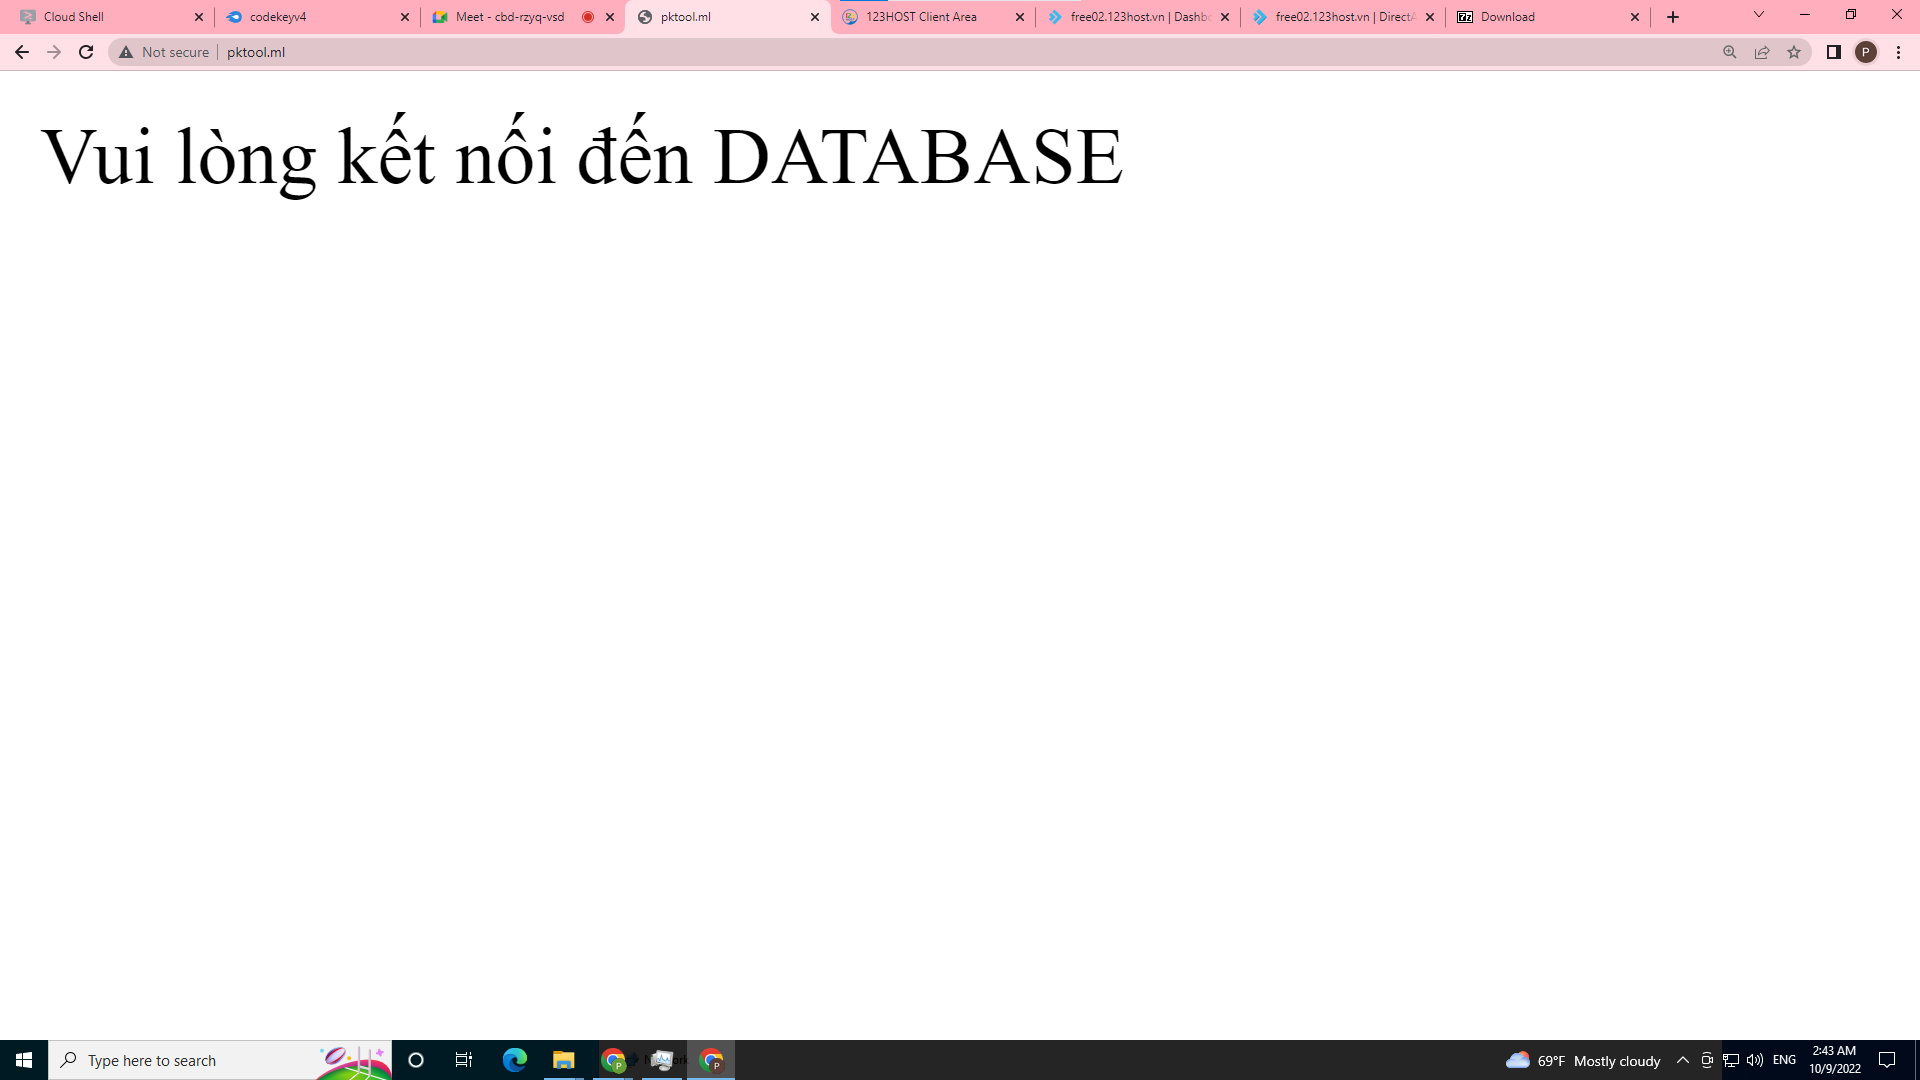 Cloud Shell
codekeyv4
Meet - cbd-rzyq-vsd
pktool.ml
123HOST Client Area
free02.123host.vn | Dashbo
free02.123host.vn | DirectA
Download
Not secure
pktool.ml
P
Vui lòng kết nối đến DATABASE
Type here to search
P
P
69°F Mostly cloudy
ENG
2:43 AM
10/9/2022